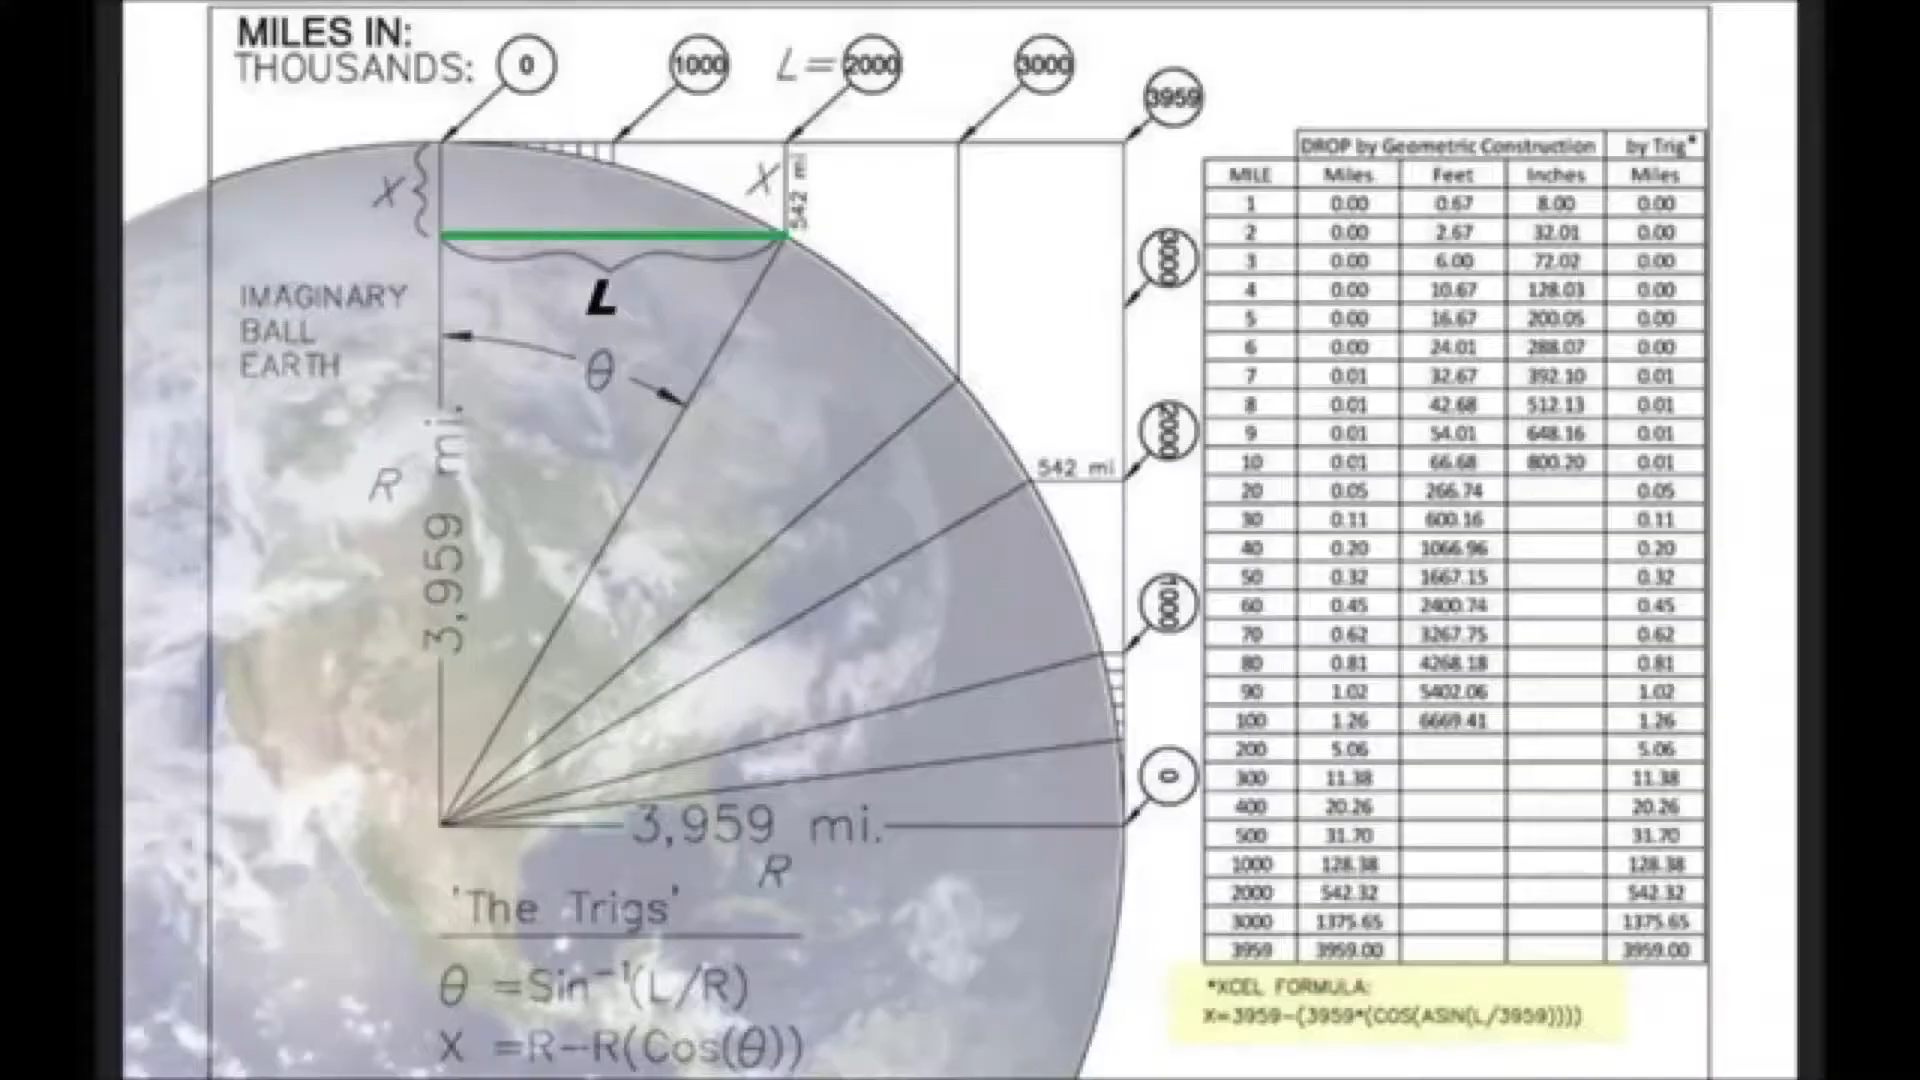 MILES IN:
THOUSANDS:
0
1000
L=2000
3000
3959
X
X
542 mi
L
IMAGINARY
BALL
EARTH
θ
R
3,959 mi.
3000
2000
542 mi
1000
0
3,959 mi.
R
'The Trigs'
θ =Sin⁻¹(L/R)
X =R-R(Cos(θ))
DROP by Geometric Construction by Trig*
MILE Miles Feet Inches Miles
1 0.00 0.67 8.00 0.00
2 0.00 2.67 32.01 0.00
3 0.00 6.00 72.02 0.00
4 0.00 10.67 128.03 0.00
5 0.00 16.67 200.05 0.00
6 0.00 24.01 288.07 0.00
7 0.01 32.67 392.10 0.01
8 0.01 42.68 512.13 0.01
9 0.01 54.01 648.16 0.01
10 0.01 66.68 800.20 0.01
20 0.05 266.74 0.05
30 0.11 600.16 0.11
40 0.20 1066.96 0.20
50 0.32 1667.15 0.32
60 0.45 2400.74 0.45
70 0.62 3267.75 0.62
80 0.81 4268.18 0.81
90 1.02 5402.06 1.02
100 1.26 6669.41 1.26
200 5.06 5.06
300 11.38 11.38
400 20.26 20.26
500 31.70 31.70
1000 128.38 128.38
2000 542.32 542.32
3000 1375.65 1375.65
3959 3959.00 3959.00
*XCEL FORMULA:
X=3959-(3959*(COS(ASIN(L/3959))))